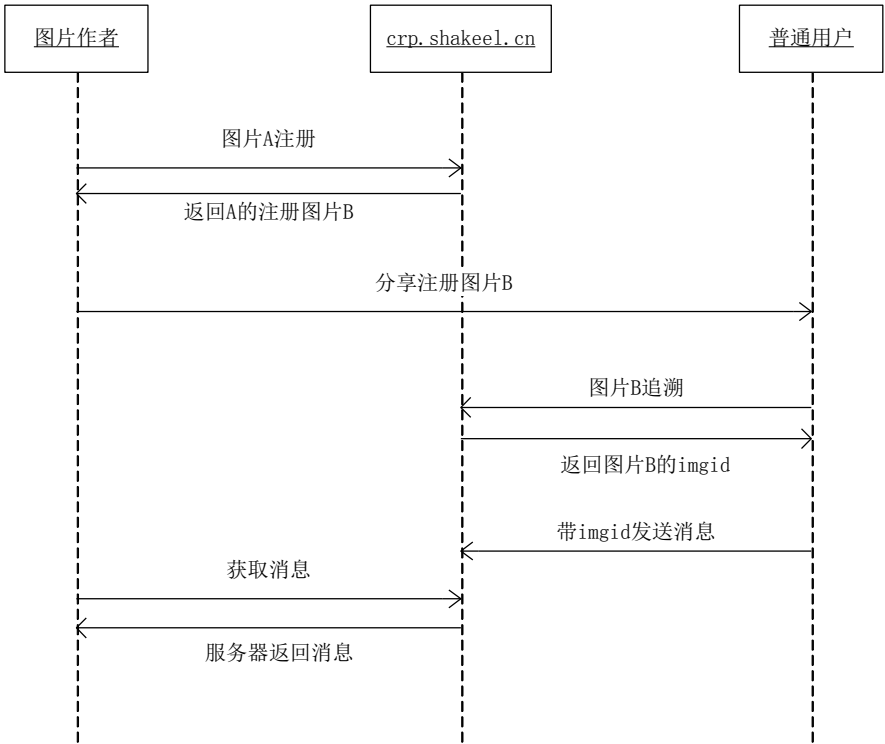 图片作者
crp.shakeel.cn
普通用户
图片A注册
返回A的注册图片B
分享注册图片B
图片B追溯
返回图片B的imgid
带imgid发送消息
获取消息
服务器返回消息